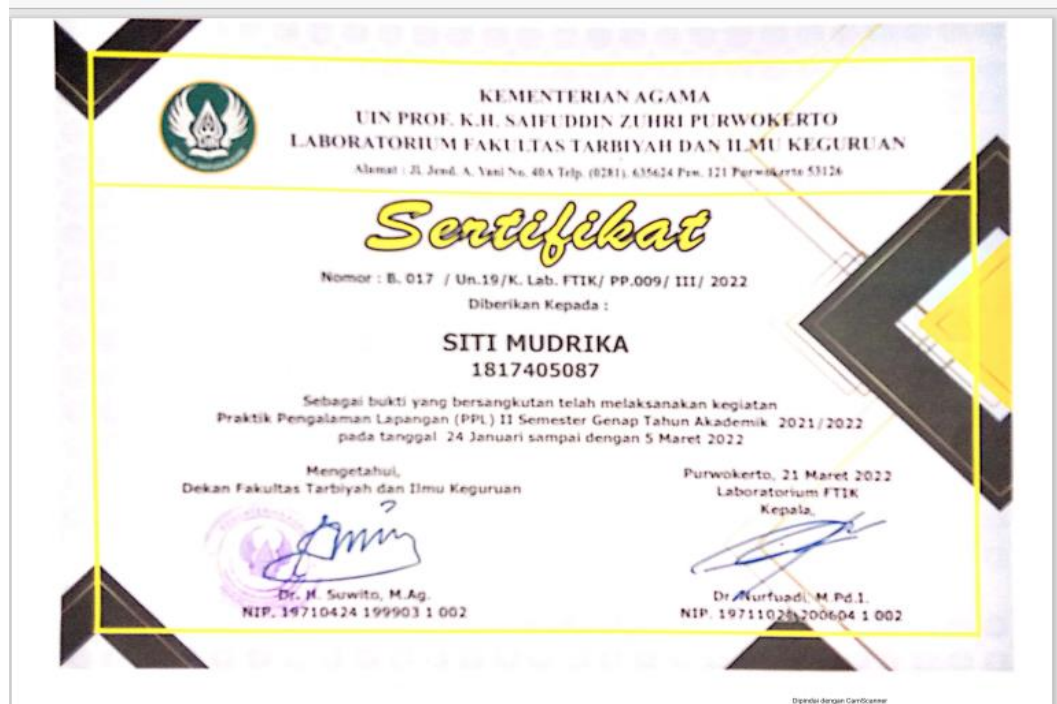 KEMENTERIAN AGAMA
UIN PROF. K.H. SAIFUDDIN ZUHRI PURWOKERTO
LABORATORIUM FAKULTAS TARBIYAH DAN ILMU KEGURUAN
Alamat : Jl. Jend. A. Yani No. 40A Telp. (0281). 635624 Psw. 121 Purwokerto 53126
Sertifikat
Nomor : B. 017 / Un.19/K. Lab. FTIK/ PP.009/ III/ 2022
Diberikan Kepada :
SITI MUDRIKA
1817405087
Sebagai bukti yang bersangkutan telah melaksanakan kegiatan
Praktik Pengalaman Lapangan (PPL) II Semester Genap Tahun Akademik 2021/2022
pada tanggal 24 Januari sampai dengan 5 Maret 2022
Mengetahui,
Dekan Fakultas Tarbiyah dan Ilmu Keguruan
Dr. H. Suwito, M.Ag.
NIP. 19710424 199903 1 002
Purwokerto, 21 Maret 2022
Laboratorium FTIK
Kepala,
Dr. Nurfuadi, M.Pd.I.
NIP. 200604 1 002
Dipindai dengan CamScanner